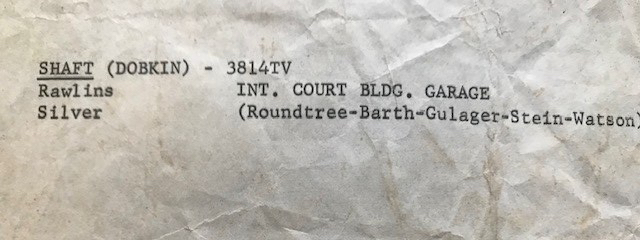 SHAFT (DOBKIN) - 3814TV
Rawlins INT. COURT BLDG. GARAGE
Silver (Roundtree-Barth-Gulager-Stein-Watson)